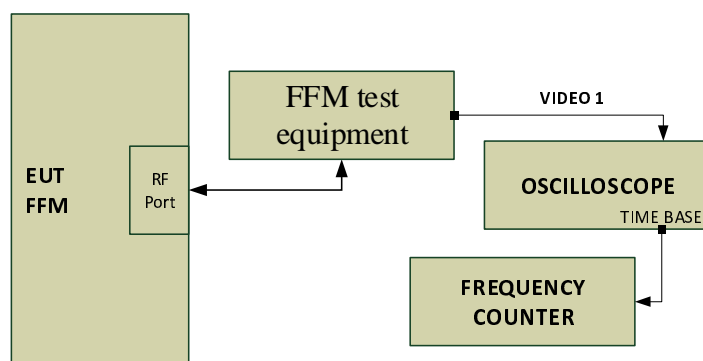 FFM test
equipment
VIDEO 1
EUT
FFM
RF
Port
OSCILLOSCOPE
TIME BASE
FREQUENCY
COUNTER